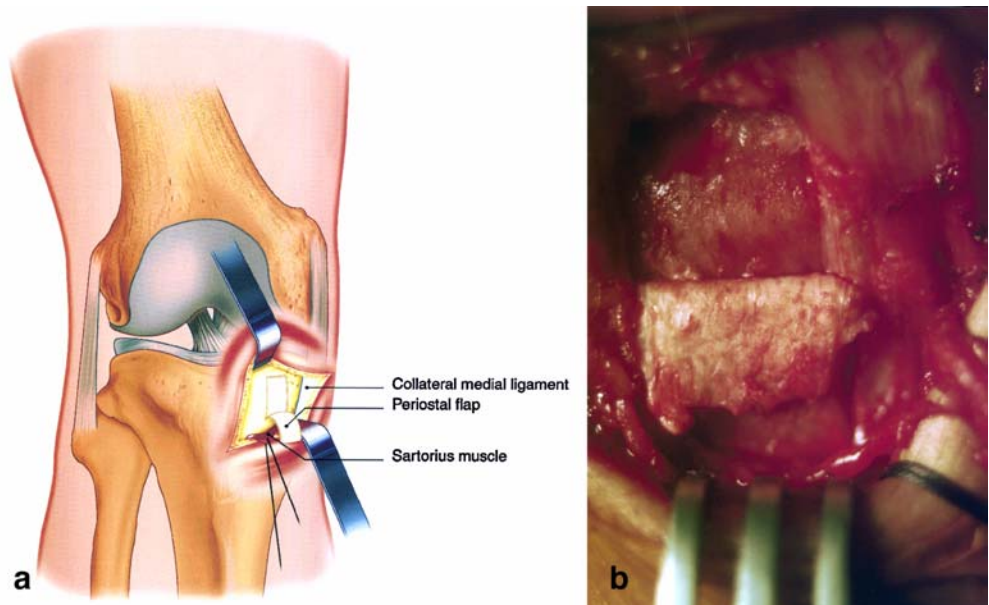 Collateral medial ligament
Periostal flap
Sartorius muscle
a
b